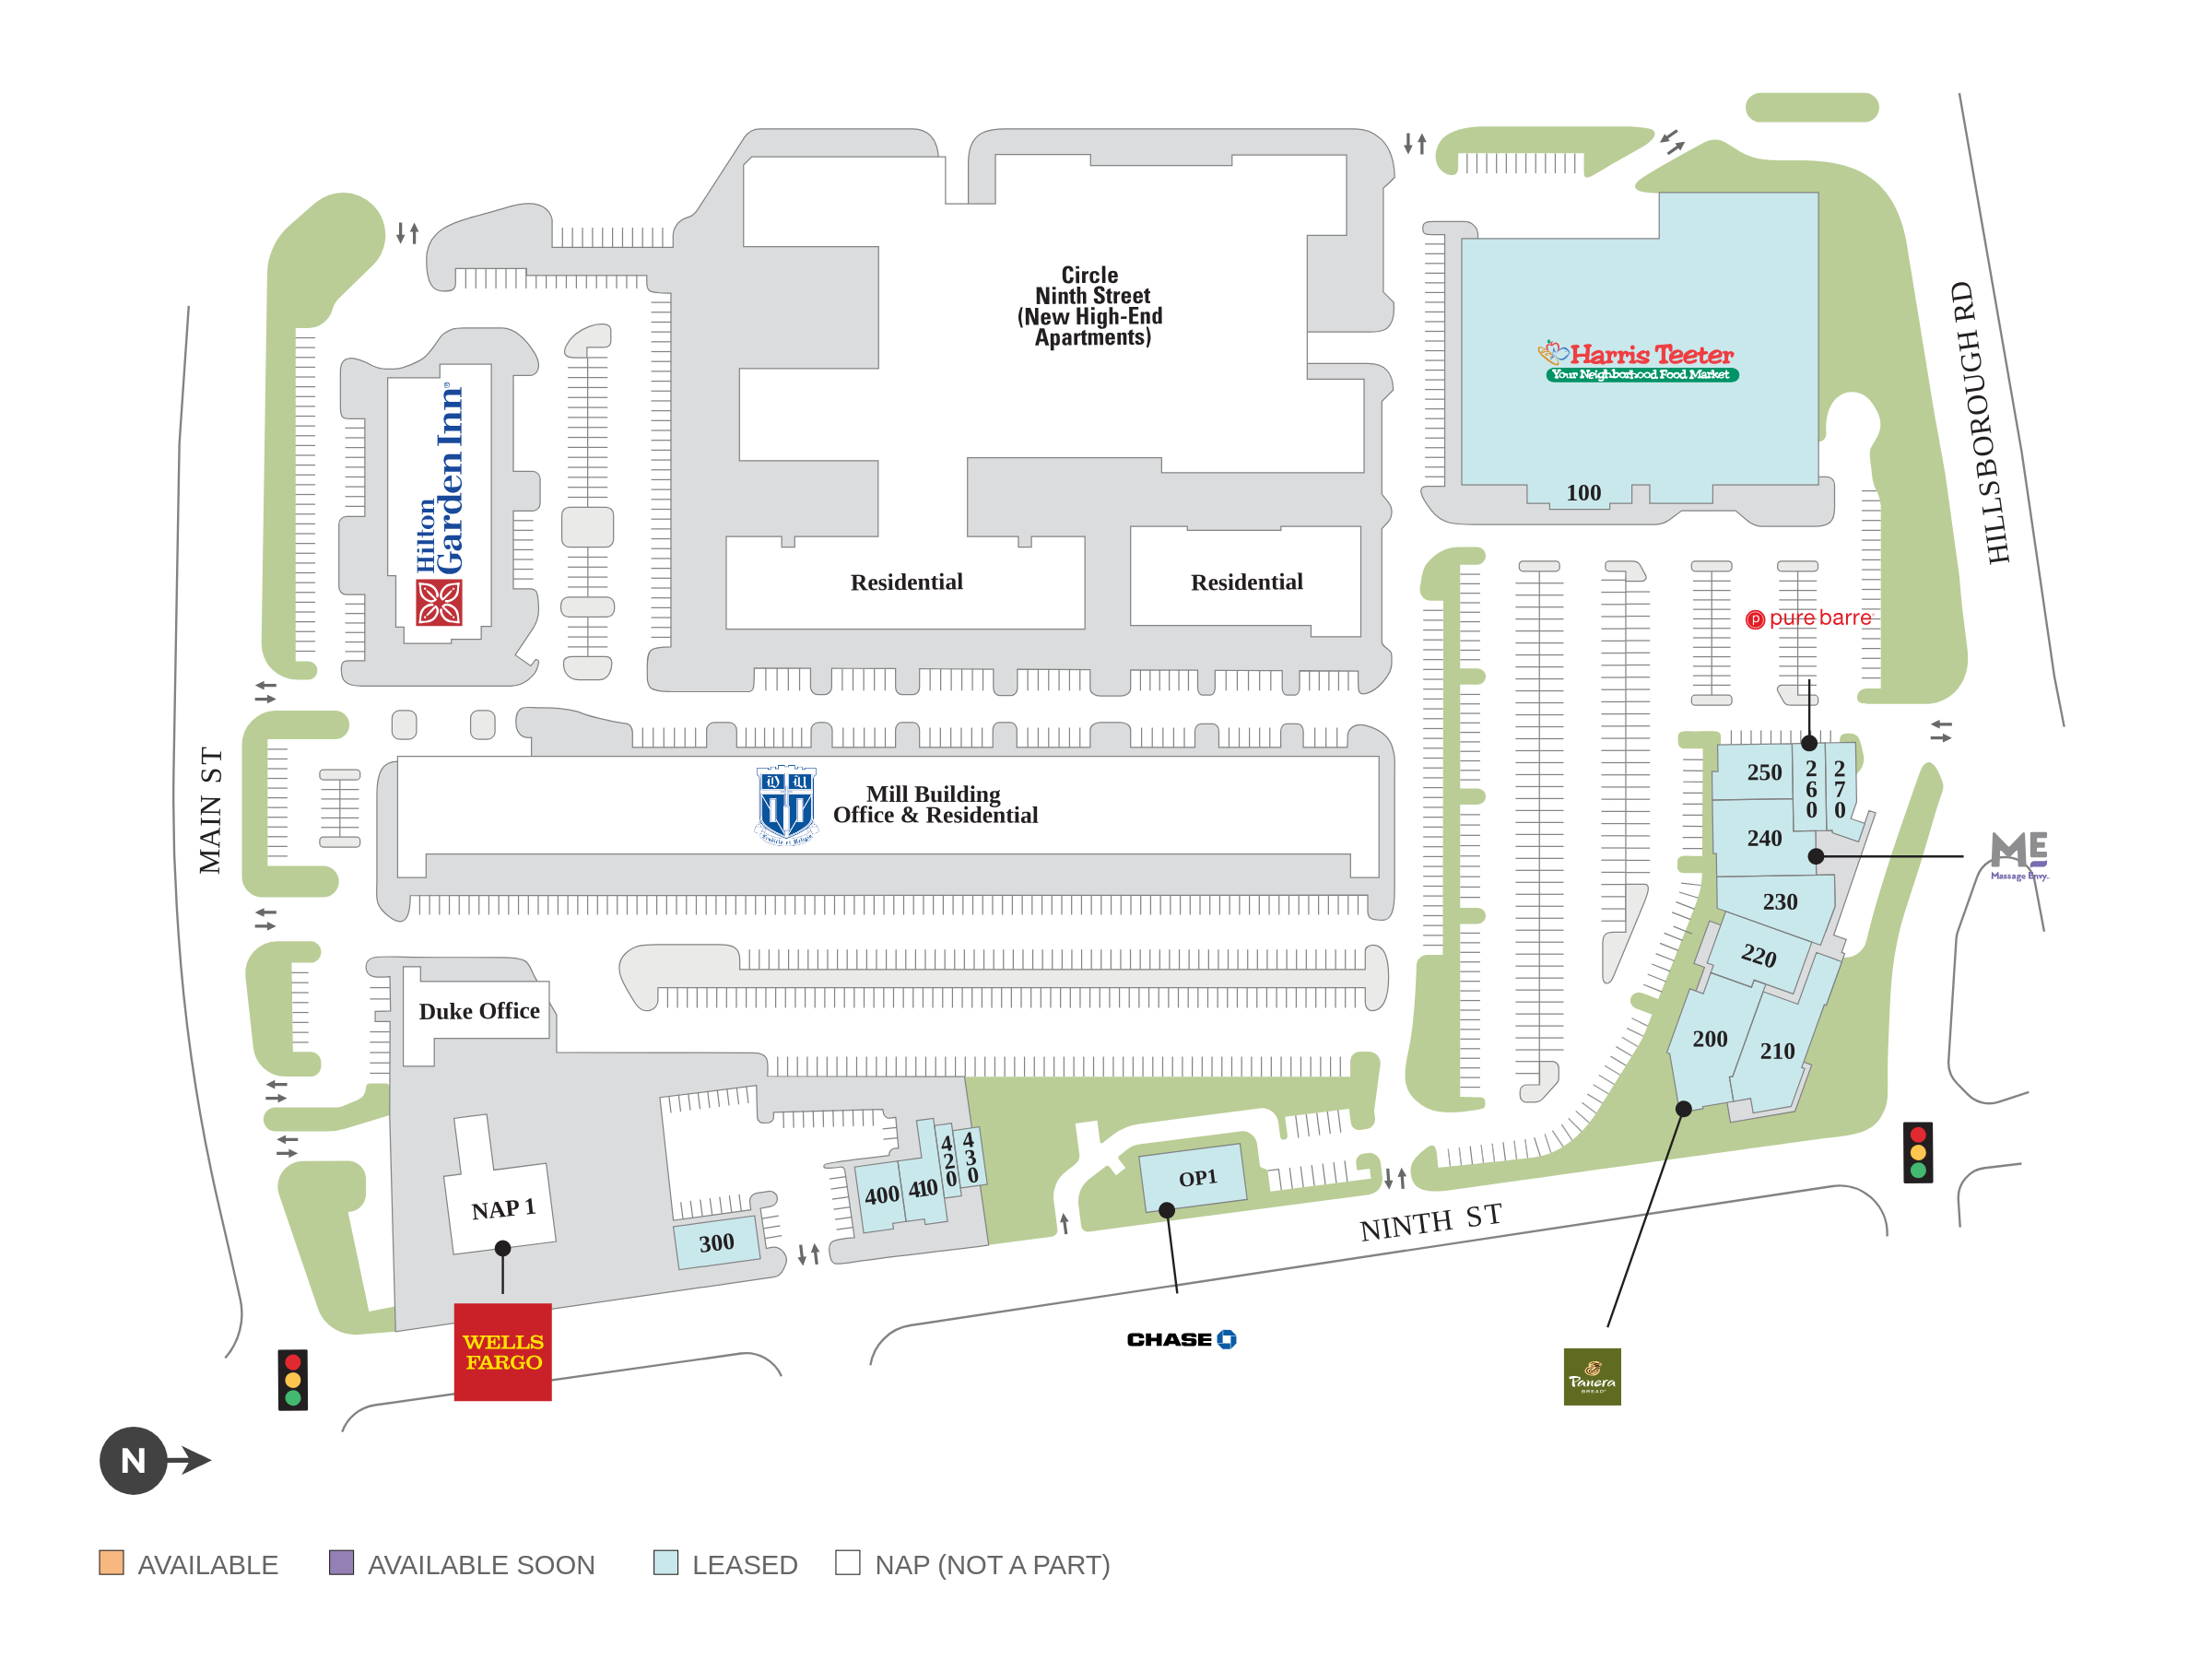 Circle
Ninth Street
(New High-End
Apartments)
Harris Teeter
Your Neighborhood Food Market
100
HILLSBOROUGH RD
Hilton
Garden Inn
Residential
Residential
pure barre
p
MAIN ST
Mill Building
Office & Residential
250
260
270
240
ME
Massage Envy
230
220
200
210
Duke Office
NAP 1
300
400
410
420
430
OP1
NINTH ST
WELLS
FARGO
CHASE
Panera
BREAD
N
AVAILABLE
AVAILABLE SOON
LEASED
NAP (NOT A PART)